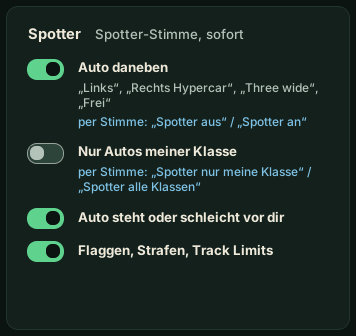 Spotter Spotter-Stimme, sofort
Auto daneben
„Links“, „Rechts Hypercar“, „Three wide“,
„Frei“
per Stimme: „Spotter aus“ / „Spotter an“
Nur Autos meiner Klasse
per Stimme: „Spotter nur meine Klasse“ /
„Spotter alle Klassen“
Auto steht oder schleicht vor dir
Flaggen, Strafen, Track Limits